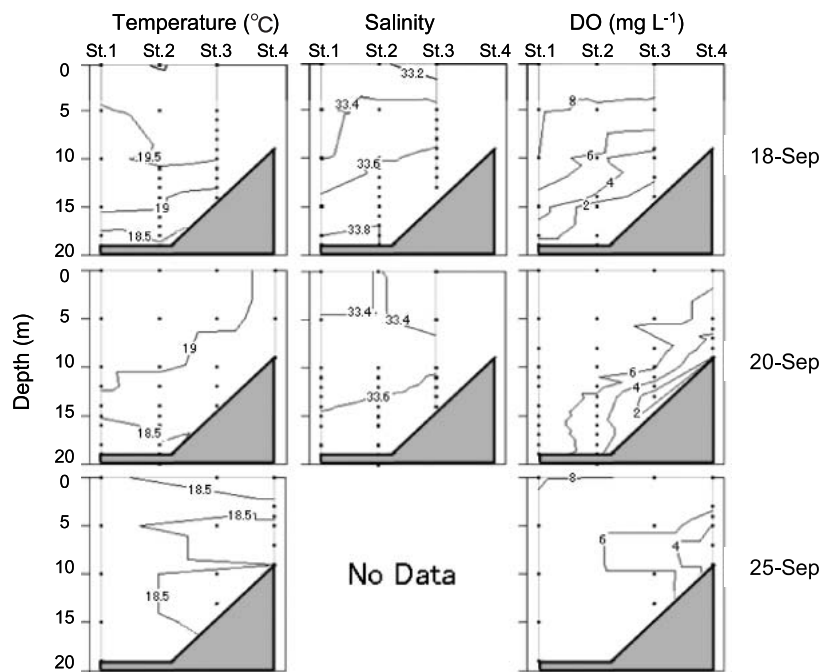 Temperature (℃) Salinity DO (mg L-1)
St.1 St.2 St.3 St.4 St.1 St.2 St.3 St.4 St.1 St.2 St.3 St.4
0 33.2
8
5 33.4
18-Sep
10 19.5 33.6 6
4
15 19 2
18.5 33.8
20
0
5 33.4 33.4
Depth (m)
19
20-Sep
10 6
33.6 4
15 2
18.5
20
0 8
18.5
5 18.5
6 4
10 No Data 25-Sep
18.5
15
20